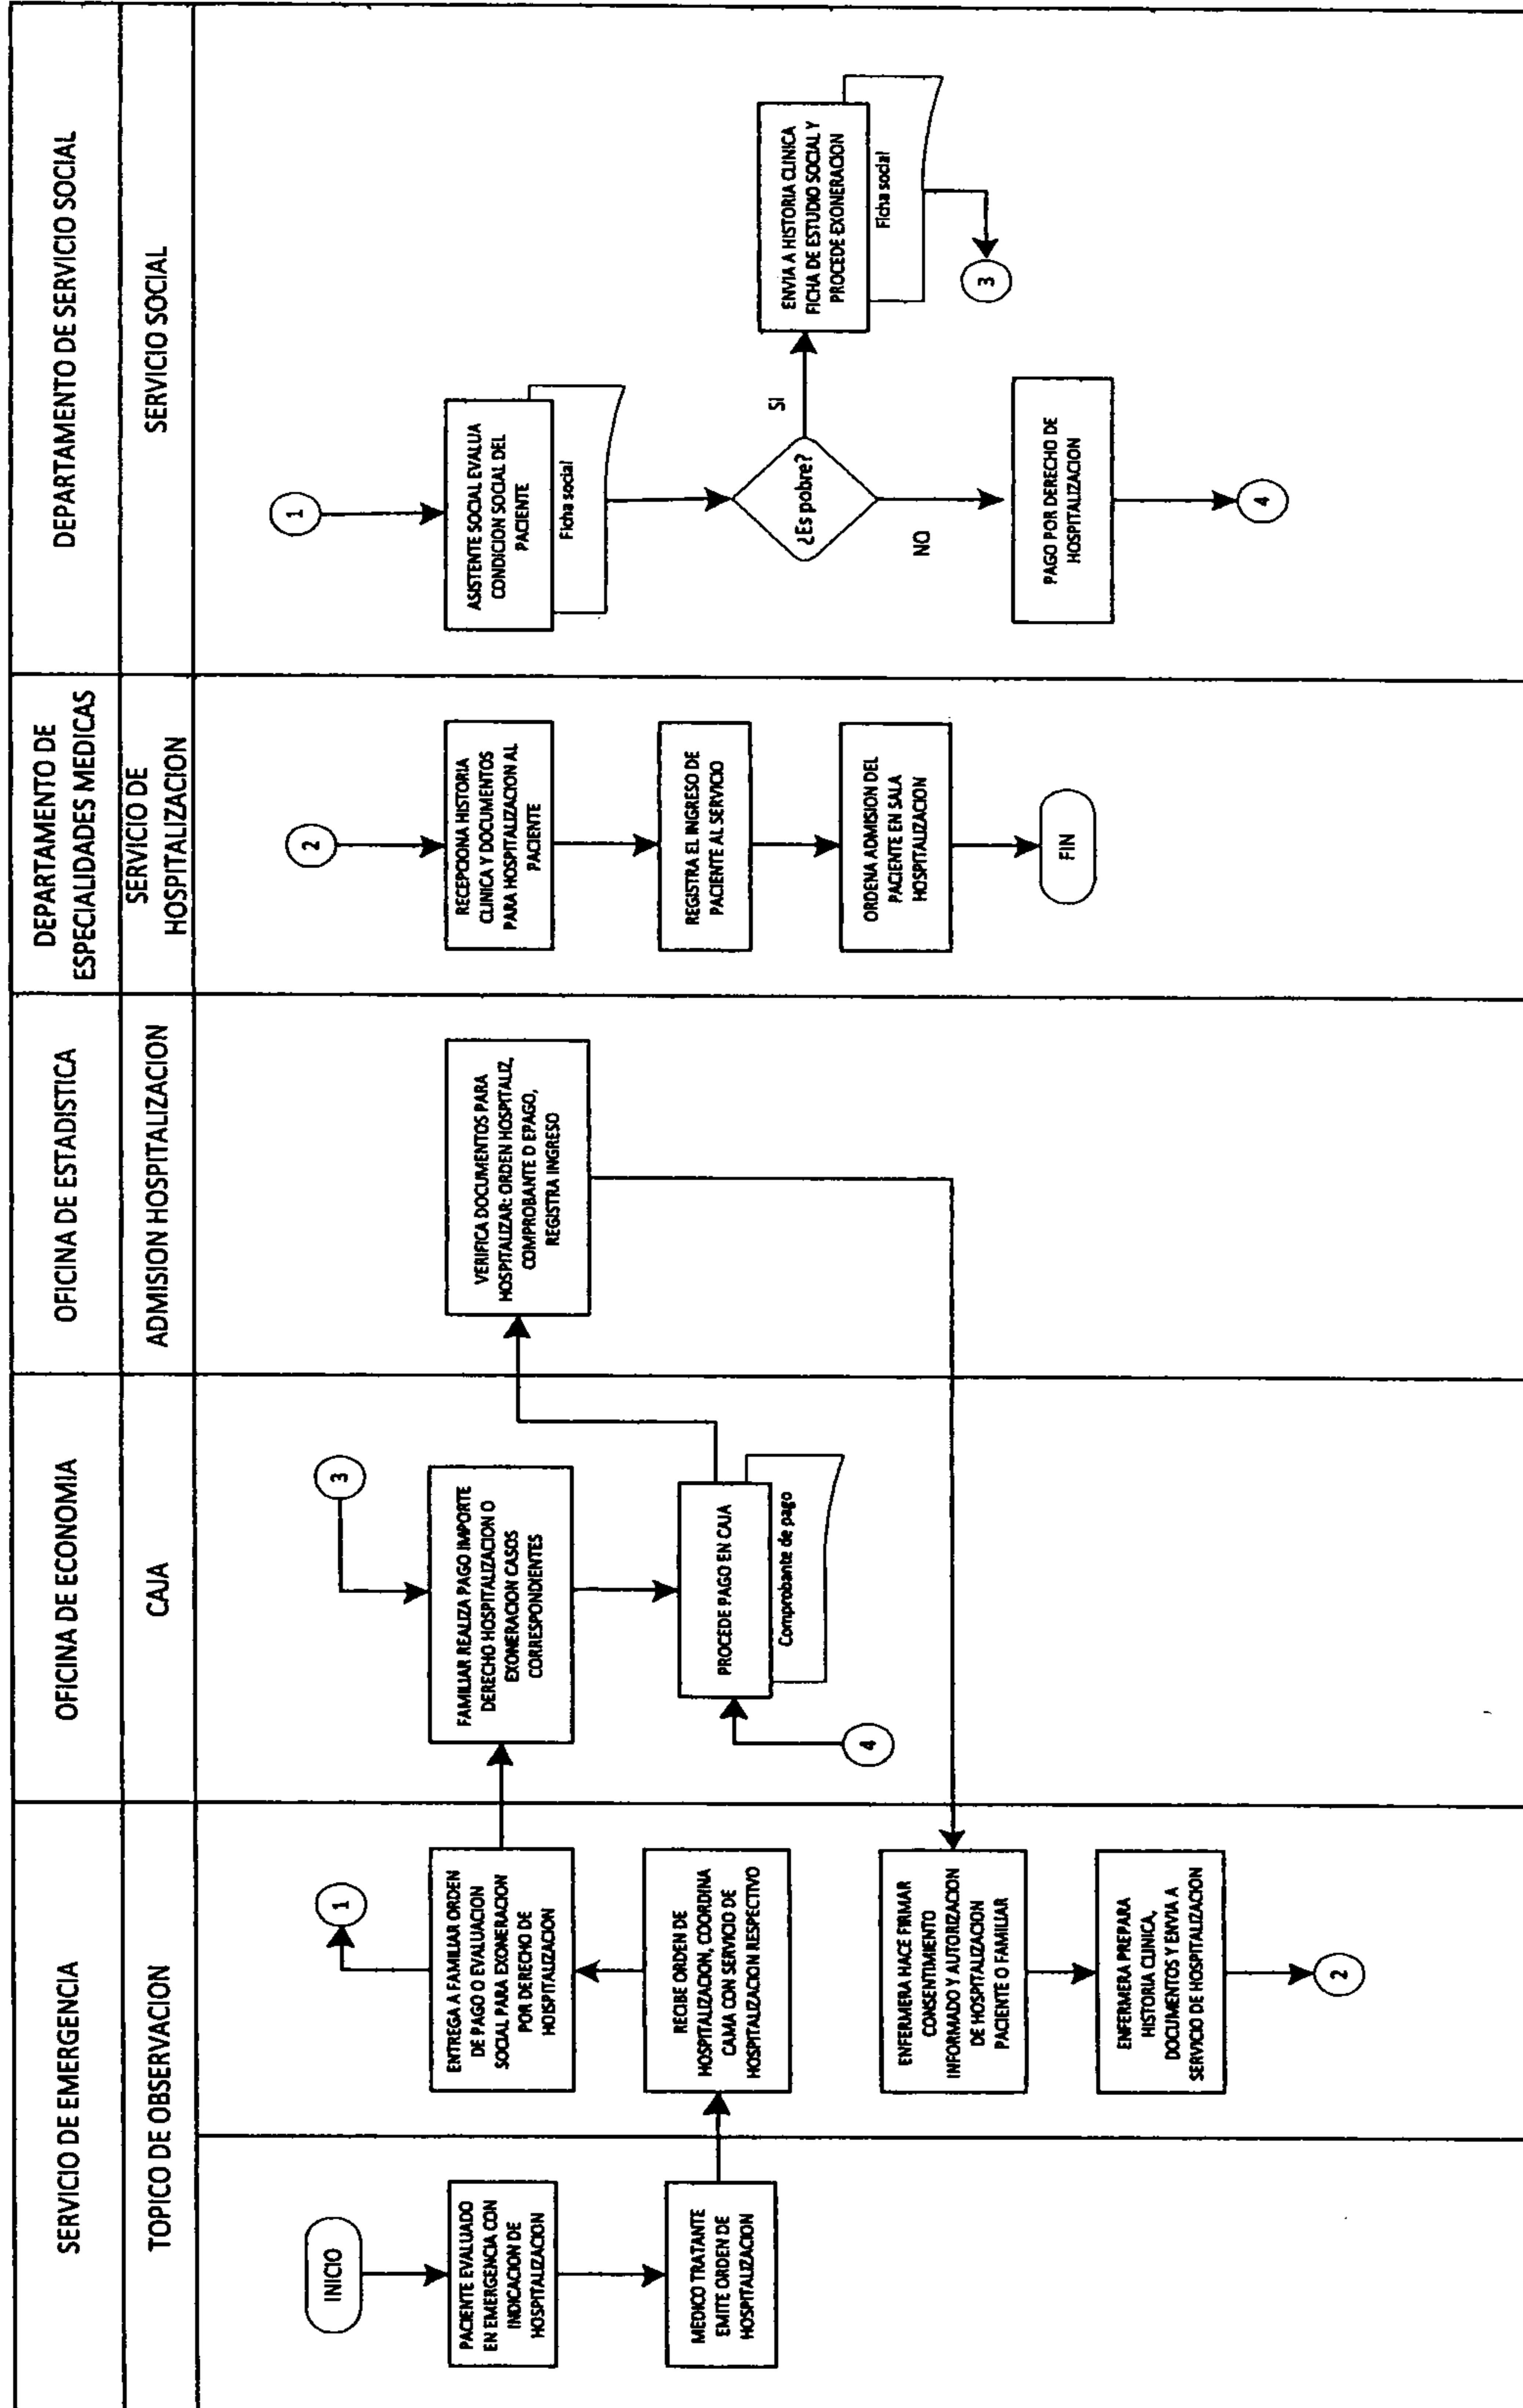 SERVICIO DE EMERGENCIA
OFICINA DE ECONOMIA
OFICINA DE ESTADISTICA
DEPARTAMENTO DE
ESPECIALIDADES MEDICAS
DEPARTAMENTO DE SERVICIO SOCIAL
TOPICO DE OBSERVACION
CAJA
ADMISION HOSPITALIZACION
SERVICIO DE
HOSPITALIZACION
SERVICIO SOCIAL
INICIO
PACIENTE EVALUADO
EN EMERGENCIA CON
INDICACION DE
HOSPITALIZACION
MEDICO TRATANTE
EMITE ORDEN DE
HOSPITALIZACION
1
ENTREGA A FAMILIAR ORDEN
DE PAGO O EVALUACION
SOCIAL PARA EXONERACION
POR DERECHO DE
HOISPITALIZACION
RECIBE ORDEN DE
HOSPITALIZACION, COORDINA
CAMA CON SERVICIO DE
HOSPITALIZACION RESPECTIVO
ENFERMERA HACE FIRMAR
CONSENTIMIENTO
INFORMADO Y AUTORIZACION
DE HOSPITALIZACION
PACIENTE O FAMILIAR
ENFERMERA PREPARA
HISTORIA CLINICA,
DOCUMENTOS Y ENVIA A
SERVICIO DE HOSPITALIZACION
2
3
FAMILIAR REALIZA PAGO IMPORTE
DERECHO HOSPITALIZACION O
EXONERACION CASOS
CORRESPONDIENTES
PROCEDE PAGO EN CAJA
Comprobante de pago
4
VERIFICA DOCUMENTOS PARA
HOSPITALIZAR: ORDEN HOSPITALIZ,
COMPROBANTE D EPAGO,
REGISTRA INGRESO
2
RECEPCIONA HISTORIA
CLINICA Y DOCUMENTOS
PARA HOSPITALIZACION AL
PACIENTE
REGISTRA EL INGRESO DE
PACIENTE AL SERVICIO
ORDENA ADMISION DEL
PACIENTE EN SALA
HOSPITALIZACION
FIN
1
ASISTENTE SOCIAL EVALUA
CONDICION SOCIAL DEL
PACIENTE
Ficha social
¿Es pobre?
SI
NO
ENVIA A HISTORIA CLINICA
FICHA DE ESTUDIO SOCIAL Y
PROCEDE EXONERACION
Ficha social
3
PAGO POR DERECHO DE
HOSPITALIZACION
4